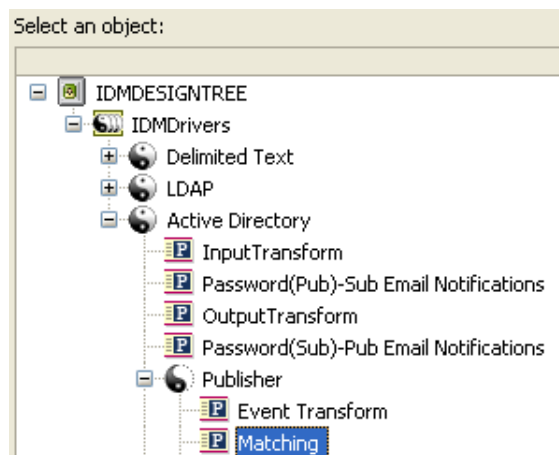 Select an object:
IDMDESIGNTREE
IDMDrivers
Delimited Text
LDAP
Active Directory
InputTransform
Password(Pub)-Sub Email Notifications
OutputTransform
Password(Sub)-Pub Email Notifications
Publisher
Event Transform
Matching